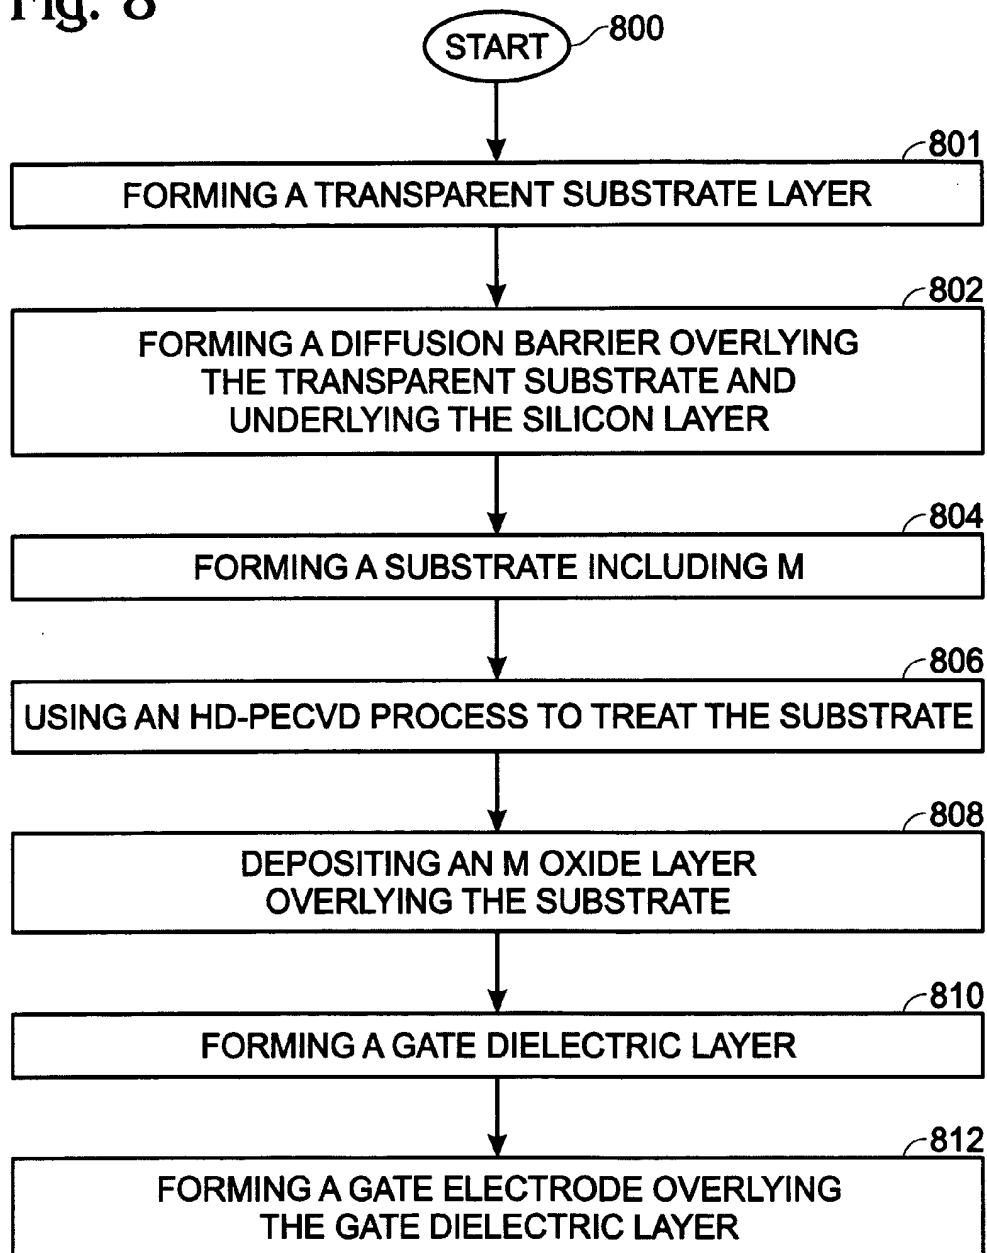 Fig. 8
START
800
801
FORMING A TRANSPARENT SUBSTRATE LAYER
802
FORMING A DIFFUSION BARRIER OVERLYING
THE TRANSPARENT SUBSTRATE AND
UNDERLYING THE SILICON LAYER
804
FORMING A SUBSTRATE INCLUDING M
806
USING AN HD-PECVD PROCESS TO TREAT THE SUBSTRATE
808
DEPOSITING AN M OXIDE LAYER
OVERLYING THE SUBSTRATE
810
FORMING A GATE DIELECTRIC LAYER
812
FORMING A GATE ELECTRODE OVERLYING
THE GATE DIELECTRIC LAYER